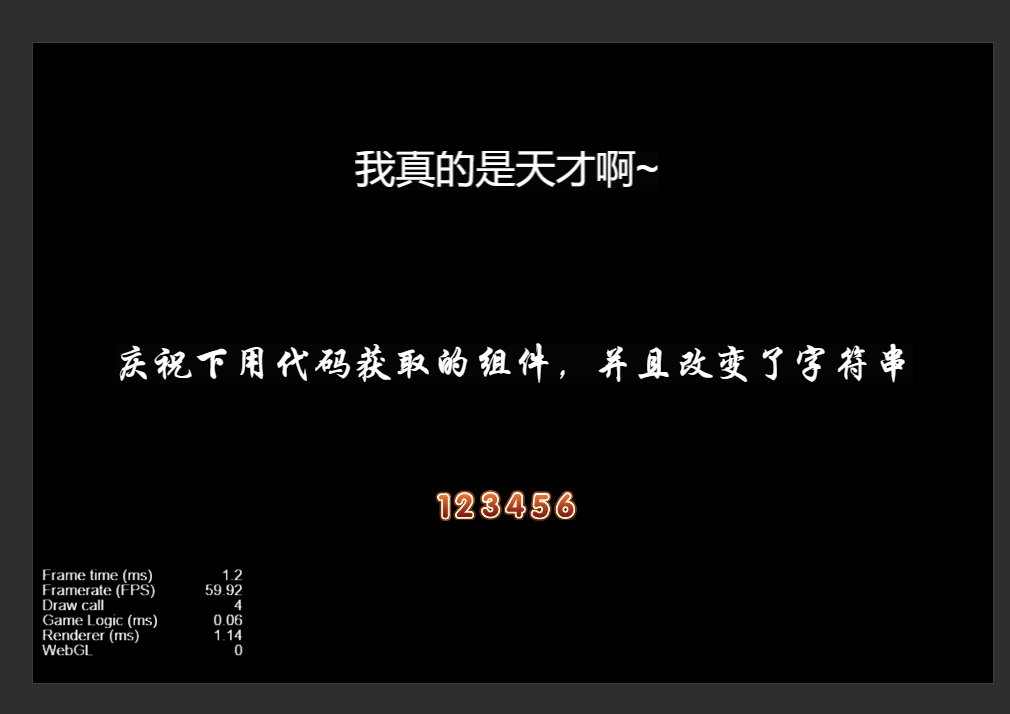 我真的是天才啊~
庆祝下用代码获取的组件，并且改变了字符串
123456
Frame time (ms) 1.2
Framerate (FPS) 59.92
Draw call 4
Game Logic (ms) 0.06
Renderer (ms) 1.14
WebGL 0